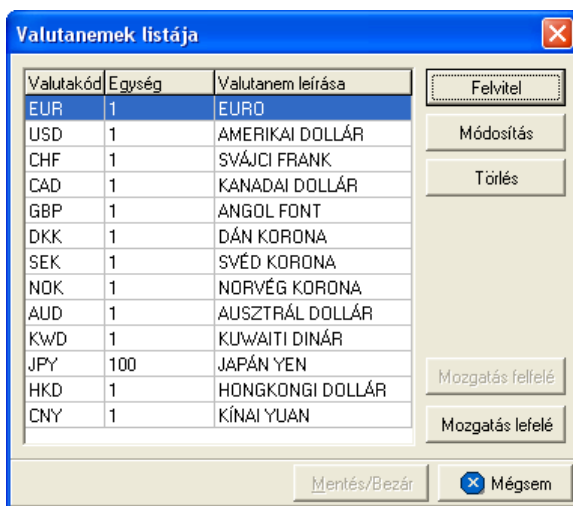 Valutanemek listája
Valutakód Egység Valutanem leírása
EUR 1 EURO
USD 1 AMERIKAI DOLLÁR
CHF 1 SVÁJCI FRANK
CAD 1 KANADAI DOLLÁR
GBP 1 ANGOL FONT
DKK 1 DÁN KORONA
SEK 1 SVÉD KORONA
NOK 1 NORVÉG KORONA
AUD 1 AUSZTRÁL DOLLÁR
KWD 1 KUWAITI DINÁR
JPY 100 JAPÁN YEN
HKD 1 HONGKONGI DOLLÁR
CNY 1 KÍNAI YUAN
Felvitel
Módosítás
Törlés
Mozgatás felfelé
Mozgatás lefelé
Mentés/Bezár
Mégsem